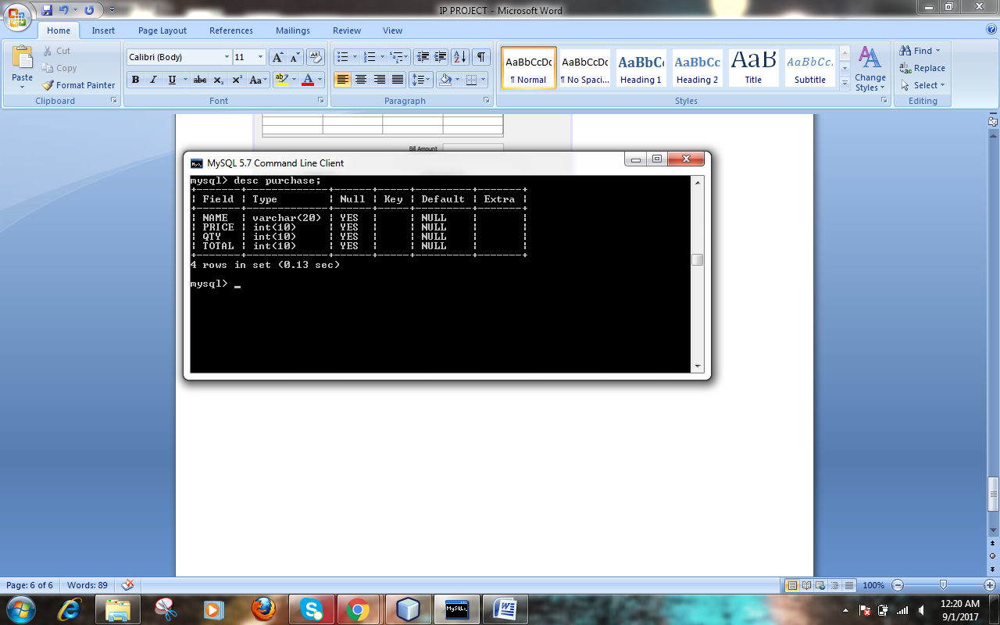 IP PROJECT - Microsoft Word
Home Insert Page Layout References Mailings Review View
Paste
Cut
Copy
Format Painter
Clipboard
Calibri (Body) 11
B I U abc X₂ X² Aa
Font
Paragraph
AaBbCcDc AaBbCcDc AaBbC AaBbCc AaB AaBbCc.
¶ Normal ¶ No Spaci... Heading 1 Heading 2 Title Subtitle
Change Styles
Styles
Find
Replace
Select
Editing
Bill Amount
MySQL 5.7 Command Line Client
mysql> desc purchase;
+-------+-------------+------+-----+---------+-------+
| Field | Type        | Null | Key | Default | Extra |
+-------+-------------+------+-----+---------+-------+
| NAME  | varchar(20) | YES  |     | NULL    |       |
| PRICE | int(10)     | YES  |     | NULL    |       |
| QTY   | int(10)     | YES  |     | NULL    |       |
| TOTAL | int(10)     | YES  |     | NULL    |       |
+-------+-------------+------+-----+---------+-------+
4 rows in set (0.13 sec)
mysql> _
Page: 6 of 6 Words: 89 100%
12:20 AM
9/1/2017